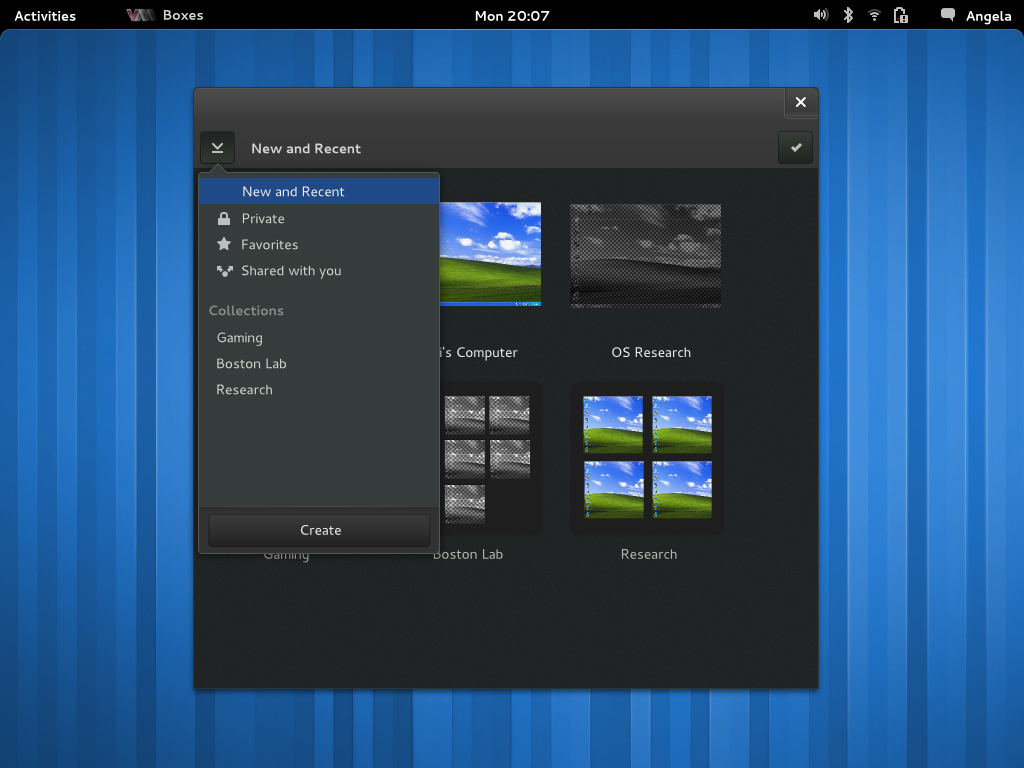 Activities Boxes Mon 20:07 Angela
New and Recent
New and Recent
Private
Favorites
Shared with you
Collections
Gaming
Boston Lab
Research
Create
i's Computer OS Research
Gaming Boston Lab Research